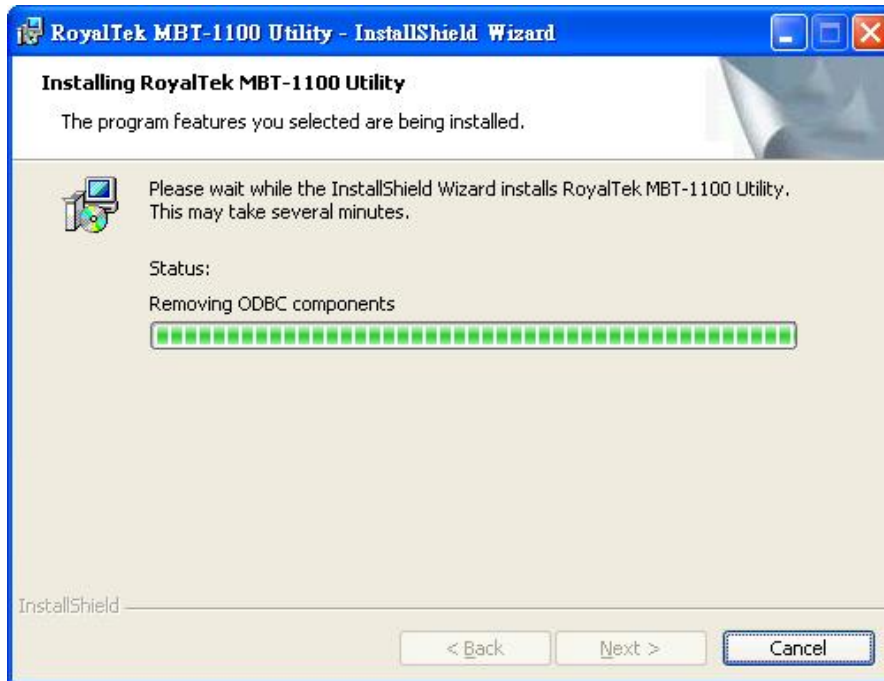 RoyalTek MBT-1100 Utility - InstallShield Wizard
Installing RoyalTek MBT-1100 Utility
The program features you selected are being installed.
Please wait while the InstallShield Wizard installs RoyalTek MBT-1100 Utility.
This may take several minutes.
Status:
Removing ODBC components
InstallShield
< Back
Next >
Cancel